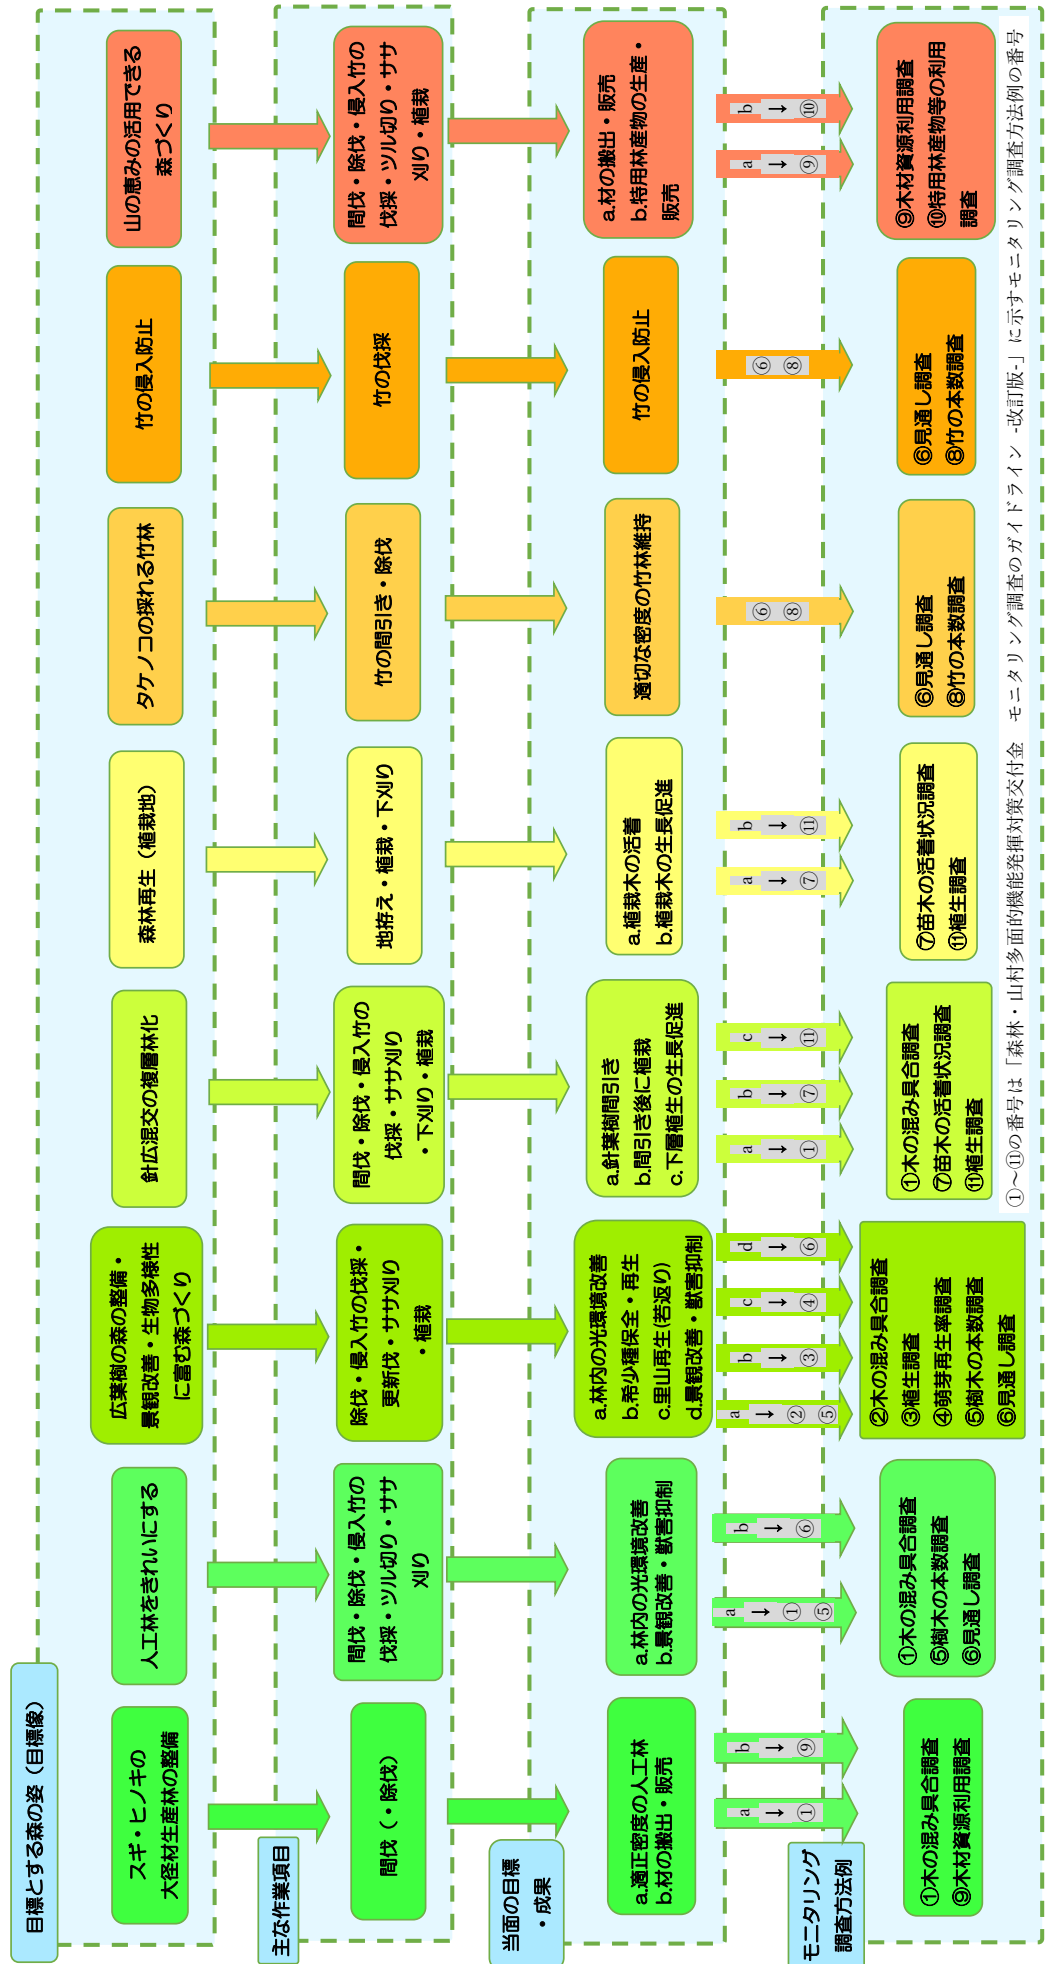 目標とする森の姿（目標像）
スギ・ヒノキの
大径材生産林の整備
人工林をきれいにする
広葉樹の森の整備・
景観改善・生物多様性
に富む森づくり
針広混交の複層林化
森林再生（植栽地）
タケノコの採れる竹林
竹の侵入防止
山の恵みの活用できる
森づくり
主な作業項目
間伐（・除伐）
間伐・除伐・侵入竹の
伐採・ツル切り・ササ
刈り
除伐・侵入竹の伐採・
更新伐・ササ刈り
・植栽
間伐・除伐・侵入竹の
伐採・ササ刈り
・下刈り・植栽
地拵え・植栽・下刈り
竹の間引き・除伐
竹の伐採
間伐・除伐・侵入竹の
伐採・ツル切り・ササ
刈り・植栽
当面の目標
・成果
a.適正密度の人工林
b.材の搬出・販売
a.林内の光環境改善
b.景観改善・獣害抑制
a.林内の光環境改善
b.希少種保全・再生
c.里山再生(若返り)
d.景観改善・獣害抑制
a.針葉樹間引き
b.間引き後に植栽
c.下層植生の生長促進
a.植栽木の活着
b.植栽木の生長促進
適切な密度の竹林維持
竹の侵入防止
a.材の搬出・販売
b.特用林産物の生産・
販売
a
↓
①
b
↓
⑨
a
↓
①
⑤
b
↓
⑥
a
↓
②
⑤
b
↓
③
c
↓
④
d
↓
⑥
a
↓
①
b
↓
⑦
c
↓
⑪
a
↓
⑦
b
↓
⑪
⑥
⑧
⑥
⑧
a
↓
⑨
b
↓
⑩
モニタリング
調査方法例
①木の混み具合調査
⑨木材資源利用調査
①木の混み具合調査
⑤樹木の本数調査
⑥見通し調査
②木の混み具合調査
③植生調査
④萌芽再生率調査
⑤樹木の本数調査
⑥見通し調査
①木の混み具合調査
⑦苗木の活着状況調査
⑪植生調査
⑦苗木の活着状況調査
⑪植生調査
⑥見通し調査
⑧竹の本数調査
⑥見通し調査
⑧竹の本数調査
⑨木材資源利用調査
⑩特用林産物等の利用
調査
①～⑪の番号は「森林・山村多面的機能発揮対策交付金　モニタリング調査のガイドライン -改訂版-」に示すモニタリング調査方法例の番号